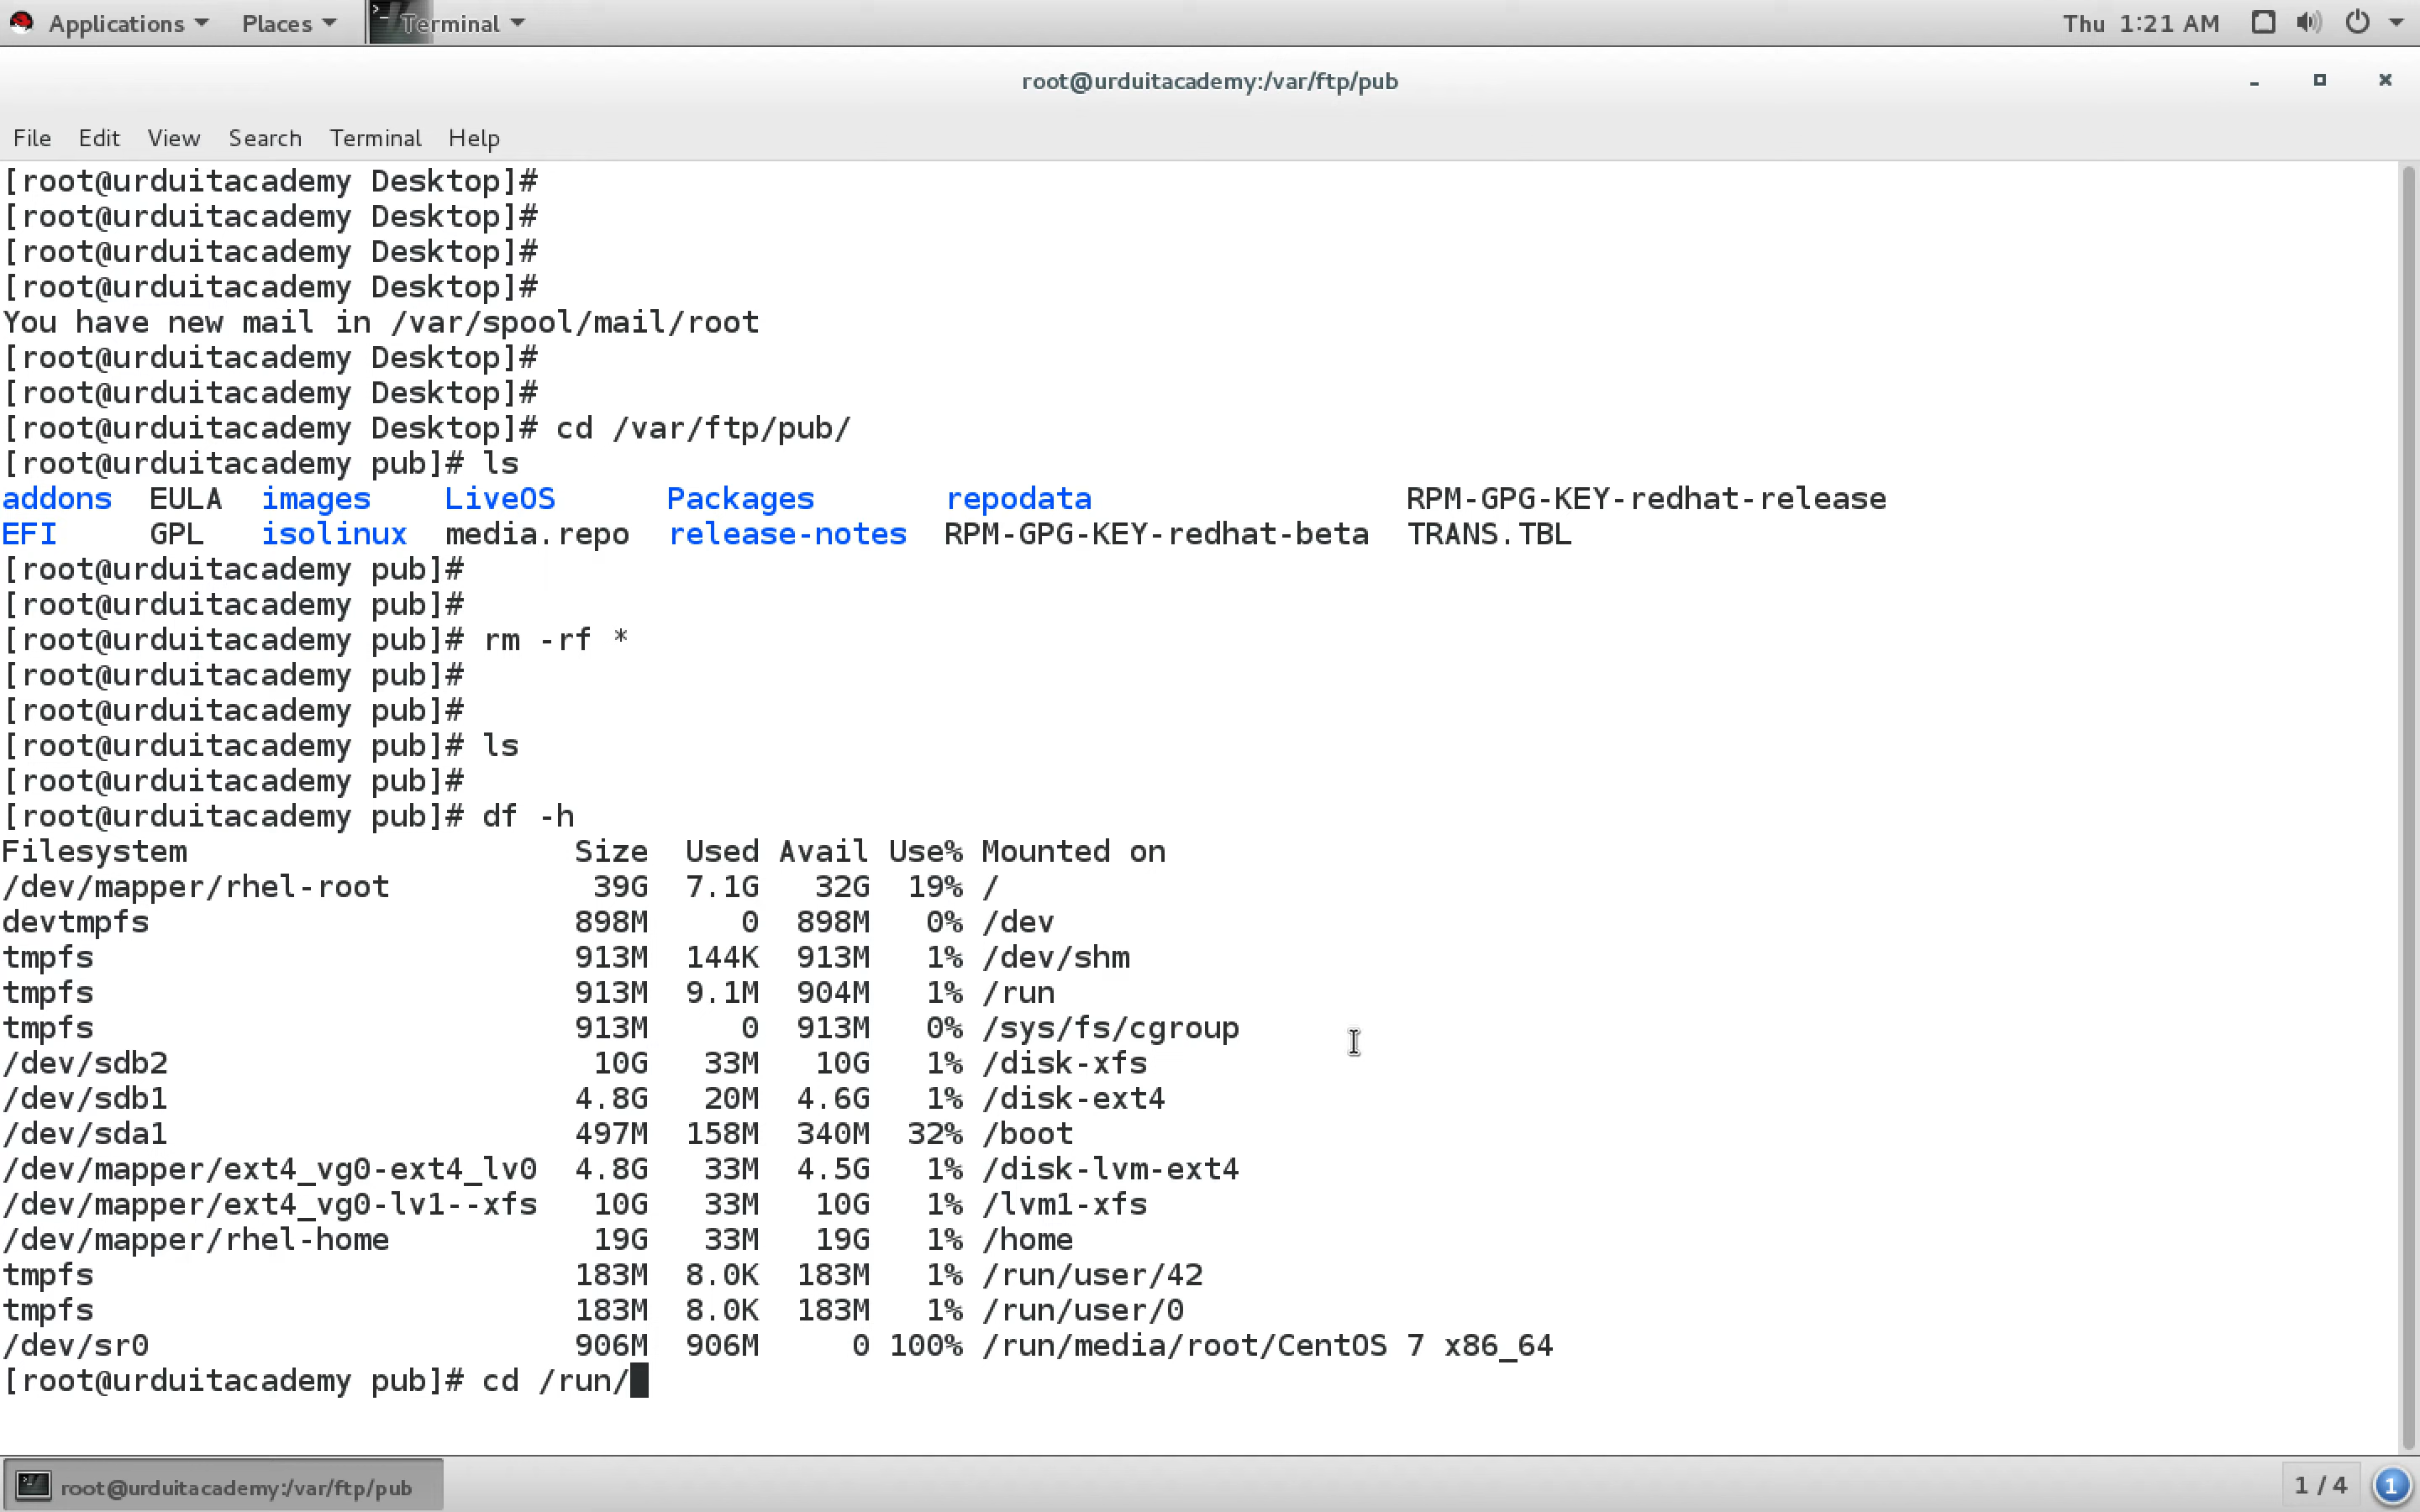 Applications Places Terminal Thu 1:21 AM
root@urduitacademy:/var/ftp/pub
File Edit View Search Terminal Help
[root@urduitacademy Desktop]#
[root@urduitacademy Desktop]#
[root@urduitacademy Desktop]#
[root@urduitacademy Desktop]#
You have new mail in /var/spool/mail/root
[root@urduitacademy Desktop]#
[root@urduitacademy Desktop]#
[root@urduitacademy Desktop]# cd /var/ftp/pub/
[root@urduitacademy pub]# ls
addons EULA images LiveOS Packages repodata RPM-GPG-KEY-redhat-release
EFI GPL isolinux media.repo release-notes RPM-GPG-KEY-redhat-beta TRANS.TBL
[root@urduitacademy pub]#
[root@urduitacademy pub]#
[root@urduitacademy pub]# rm -rf *
[root@urduitacademy pub]#
[root@urduitacademy pub]#
[root@urduitacademy pub]# ls
[root@urduitacademy pub]#
[root@urduitacademy pub]# df -h
Filesystem Size Used Avail Use% Mounted on
/dev/mapper/rhel-root 39G 7.1G 32G 19% /
devtmpfs 898M 0 898M 0% /dev
tmpfs 913M 144K 913M 1% /dev/shm
tmpfs 913M 9.1M 904M 1% /run
tmpfs 913M 0 913M 0% /sys/fs/cgroup
/dev/sdb2 10G 33M 10G 1% /disk-xfs
/dev/sdb1 4.8G 20M 4.6G 1% /disk-ext4
/dev/sda1 497M 158M 340M 32% /boot
/dev/mapper/ext4_vg0-ext4_lv0 4.8G 33M 4.5G 1% /disk-lvm-ext4
/dev/mapper/ext4_vg0-lv1--xfs 10G 33M 10G 1% /lvm1-xfs
/dev/mapper/rhel-home 19G 33M 19G 1% /home
tmpfs 183M 8.0K 183M 1% /run/user/42
tmpfs 183M 8.0K 183M 1% /run/user/0
/dev/sr0 906M 906M 0 100% /run/media/root/CentOS 7 x86_64
[root@urduitacademy pub]# cd /run/
root@urduitacademy:/var/ftp/pub 1 / 4 1